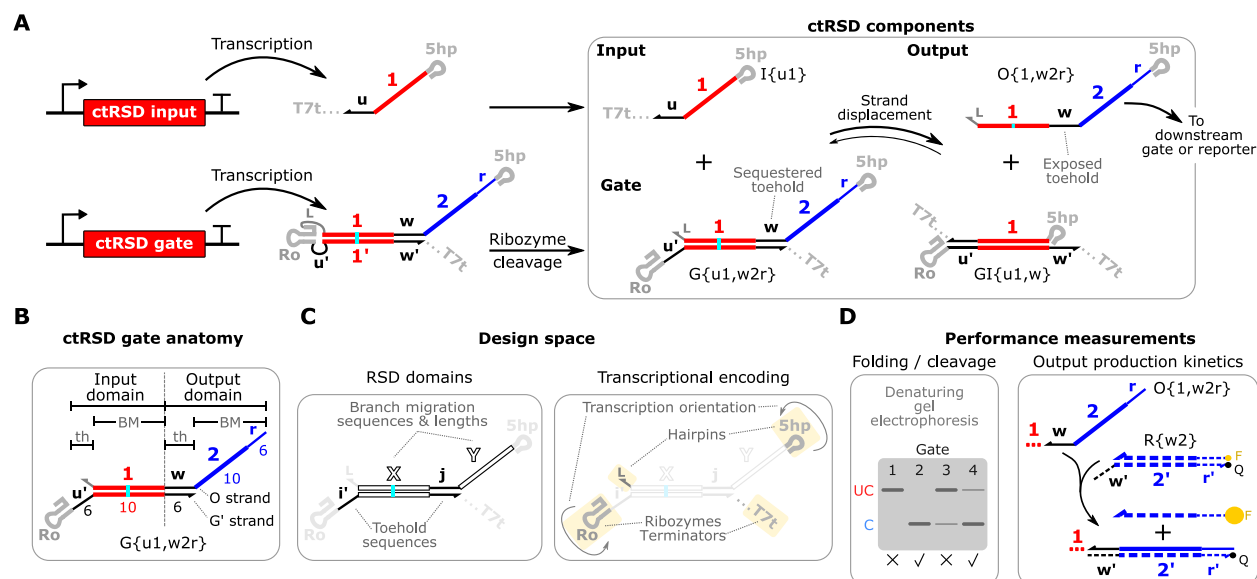 A
Transcription
ctRSD input
5hp
1
u
T7t
Transcription
ctRSD gate
5hp
r
2
L
1
w
Ro
u'
1'
w'
T7t
Ribozyme
cleavage
ctRSD components
Input
5hp
I{u1}
1
u
T7t
+
Gate
Sequestered
toehold
5hp
r
2
L
1
w
u'
Ro
T7t
G{u1,w2r}
Strand
displacement
Output
5hp
O{1,w2r}
r
2
L
1
w
To
downstream
gate or reporter
+
Exposed
toehold
T7t
5hp
Ro
u'
w'
T7t
GI{u1,w}
B
ctRSD gate anatomy
Input
domain
Output
domain
BM
BM
th
th
r
6
2
1
w
10
u'
6
10
6
O strand
G' strand
Ro
G{u1,w2r}
C
Design space
RSD domains
Branch migration
sequences & lengths
5hp
Y
X
L
j
i'
Toehold
sequences
T7t
Ro
Transcriptional encoding
Transcription orientation
5hp
Hairpins
Y
X
L
j
i'
Ribozymes
Terminators
T7t
Ro
D
Performance measurements
Folding / cleavage
Denaturing
gel
electrophoresis
Gate
1 2 3 4
UC
C
× ✓ × ✓
Output production kinetics
r
O{1,w2r}
2
1
w
R{w2}
F
Q
w'
2'
r'
F
+
1
Q
w'
2'
r'